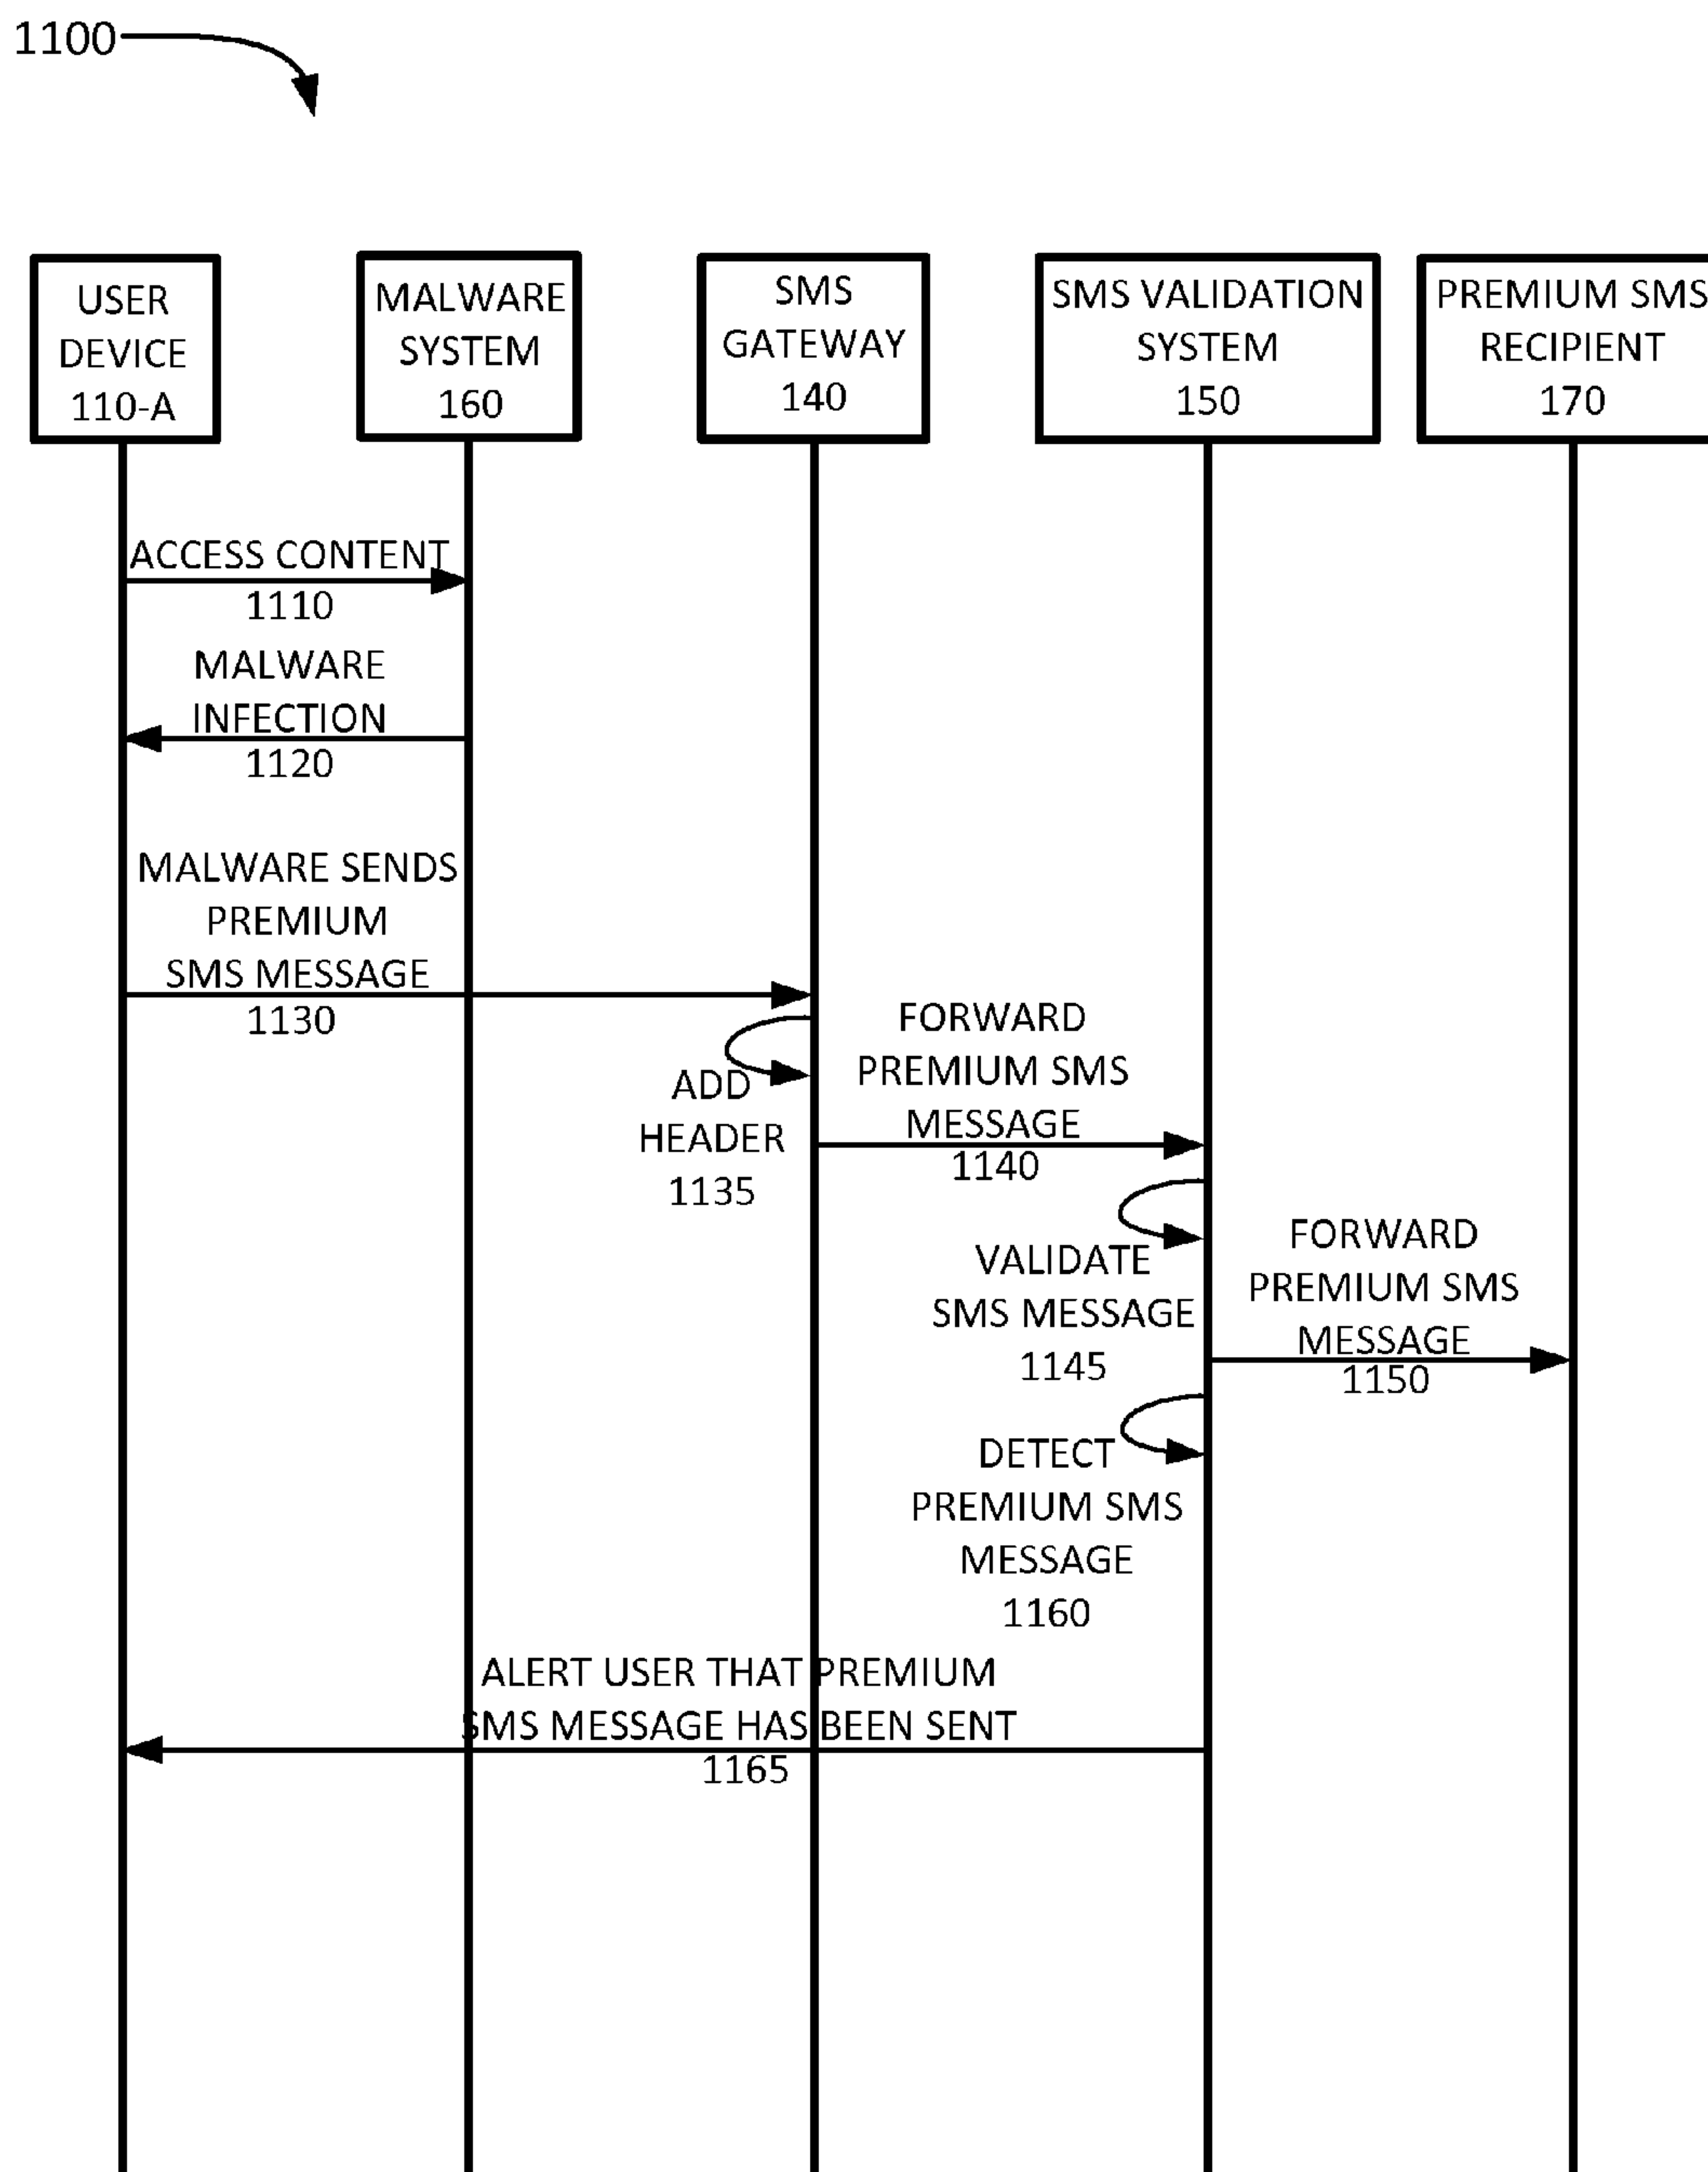 1100
USER
DEVICE
110-A
MALWARE
SYSTEM
160
SMS
GATEWAY
140
SMS VALIDATION
SYSTEM
150
PREMIUM SMS
RECIPIENT
170
ACCESS CONTENT
1110
MALWARE
INFECTION
1120
MALWARE SENDS
PREMIUM
SMS MESSAGE
1130
ADD
HEADER
1135
FORWARD
PREMIUM SMS
MESSAGE
1140
VALIDATE
SMS MESSAGE
1145
FORWARD
PREMIUM SMS
MESSAGE
1150
DETECT
PREMIUM SMS
MESSAGE
1160
ALERT USER THAT PREMIUM
SMS MESSAGE HAS BEEN SENT
1165